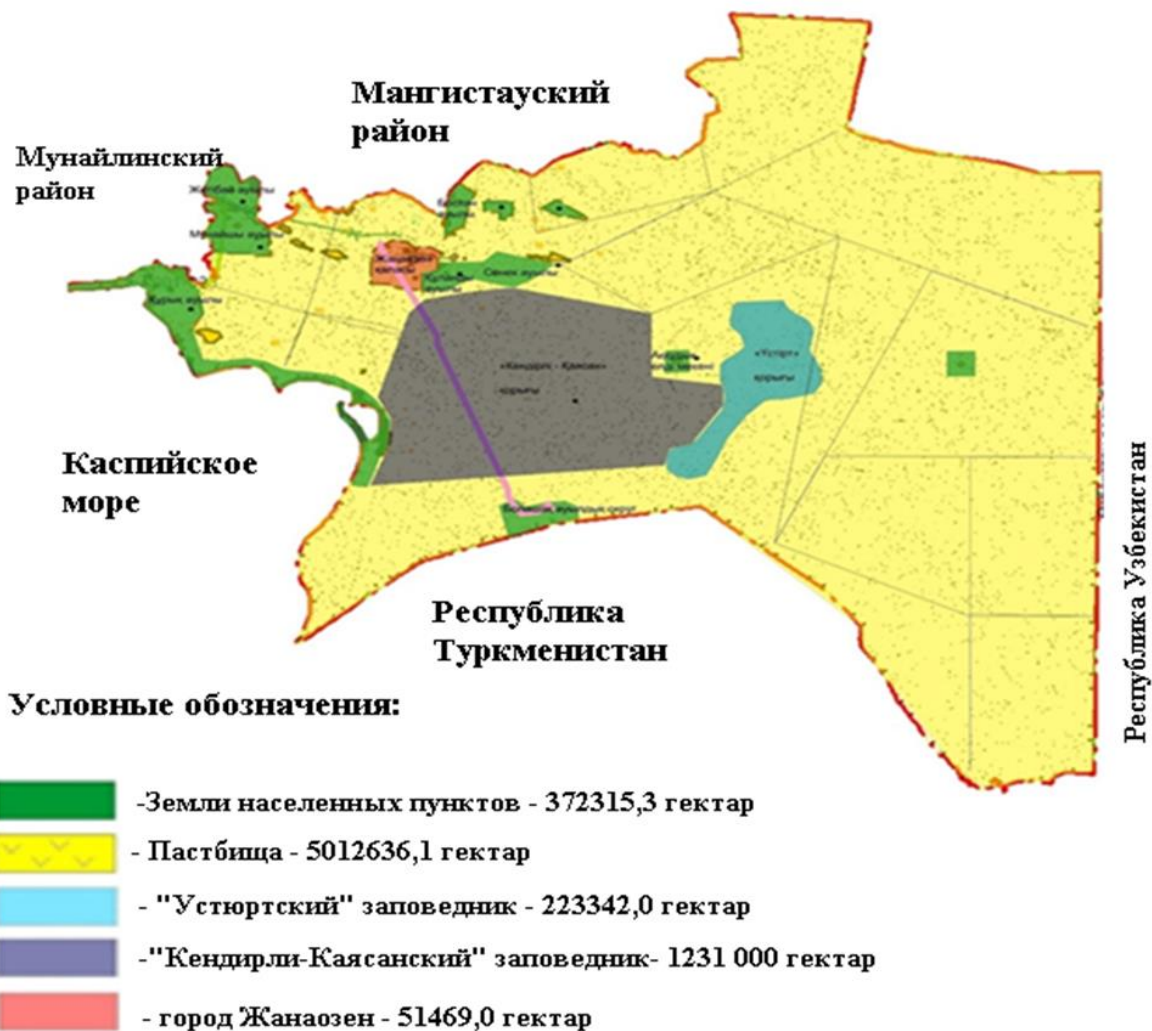 Мангистауский
район
Мунайлинский
район
Каспийское
море
Республика
Туркменистан
Республика Узбекистан
Условные обозначения:
-Земли населенных пунктов - 372315,3 гектар
- Пастбища - 5012636,1 гектар
- "Устюртский" заповедник - 223342,0 гектар
-"Кендирли-Каясанский" заповедник- 1231 000 гектар
- город Жанаозен - 51469,0 гектар